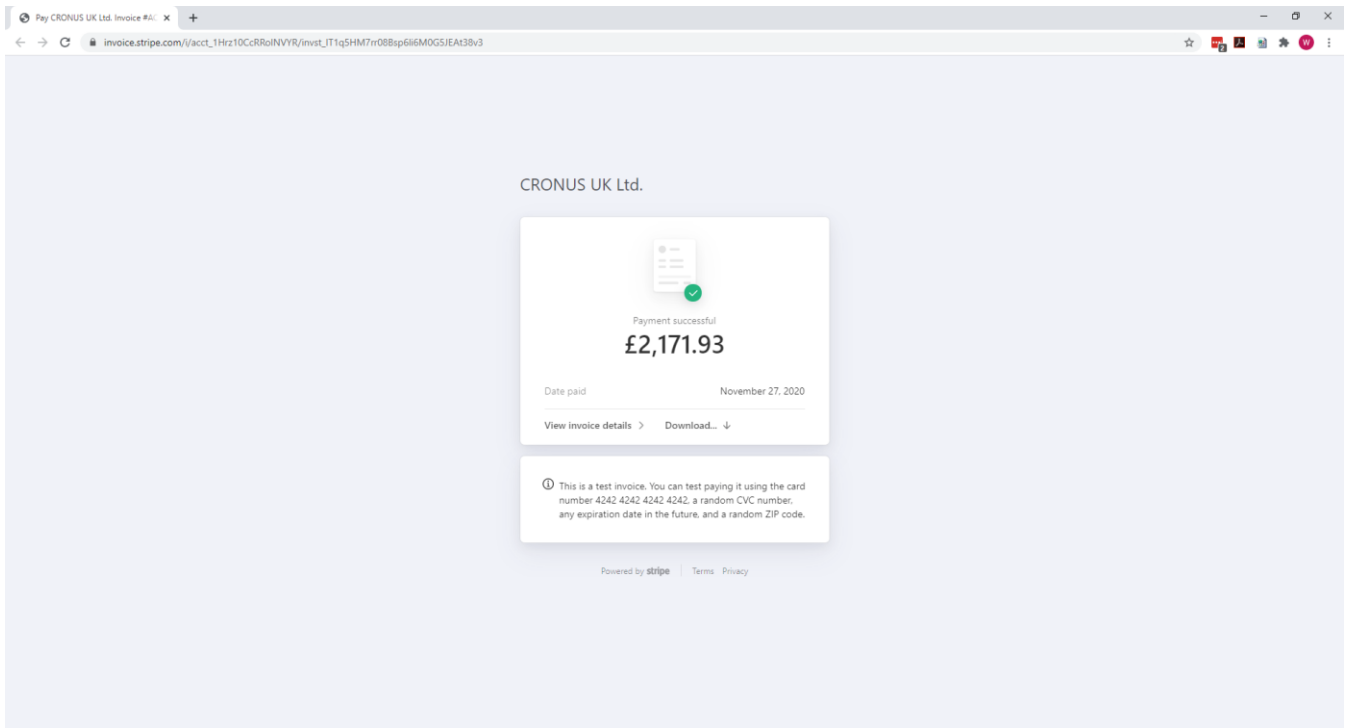 Pay CRONUS UK Ltd. Invoice #AC
invoice.stripe.com/i/acct_1Hrz10CcRRoINVYR/invst_IT1q5HM7rr08Bsp6li6M0G5JEAt38v3
2
W
CRONUS UK Ltd.
Payment successful
£2,171.93
Date paid November 27, 2020
View invoice details Download...
This is a test invoice. You can test paying it using the card
number 4242 4242 4242 4242, a random CVC number,
any expiration date in the future, and a random ZIP code.
Powered by stripe Terms Privacy